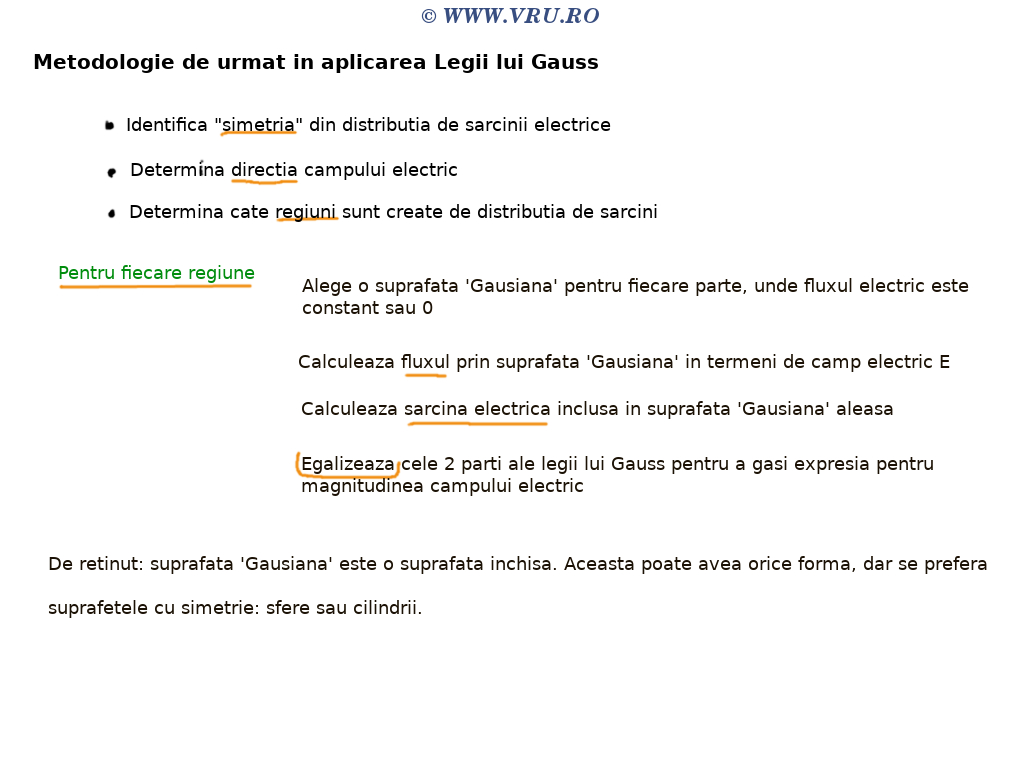 © WWW.VRU.RO
Metodologie de urmat in aplicarea Legii lui Gauss
Identifica "simetria" din distributia de sarcinii electrice
Determina directia campului electric
Determina cate regiuni sunt create de distributia de sarcini
Pentru fiecare regiune
Alege o suprafata 'Gausiana' pentru fiecare parte, unde fluxul electric este
constant sau 0
Calculeaza fluxul prin suprafata 'Gausiana' in termeni de camp electric E
Calculeaza sarcina electrica inclusa in suprafata 'Gausiana' aleasa
Egalizeaza cele 2 parti ale legii lui Gauss pentru a gasi expresia pentru
magnitudinea campului electric
De retinut: suprafata 'Gausiana' este o suprafata inchisa. Aceasta poate avea orice forma, dar se prefera
suprafetele cu simetrie: sfere sau cilindrii.